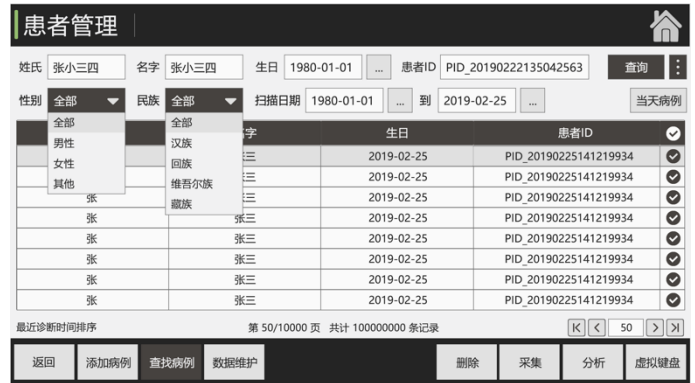 患者管理
姓氏 张小三四 名字 张小三四 生日 1980-01-01 ... 患者ID PID_20190222135042563 查询
性别 全部 民族 全部 扫描日期 1980-01-01 ... 到 2019-02-25 ... 当天病例
全部 全部 字 生日 患者ID
男性 汉族 三 2019-02-25 PID_20190225141219934
女性 回族 张三 2019-02-25 PID_20190225141219934
其他 维吾尔族 2019-02-25 PID_20190225141219934
张 藏族 张三 2019-02-25 PID_20190225141219934
张 张三 2019-02-25 PID_20190225141219934
张 张三 2019-02-25 PID_20190225141219934
张 张三 2019-02-25 PID_20190225141219934
张 张三 2019-02-25 PID_20190225141219934
最近诊断时间排序 第 50/10000 页 共计 100000000 条记录 50
返回 添加病例 查找病例 数据维护 删除 采集 分析 虚拟键盘